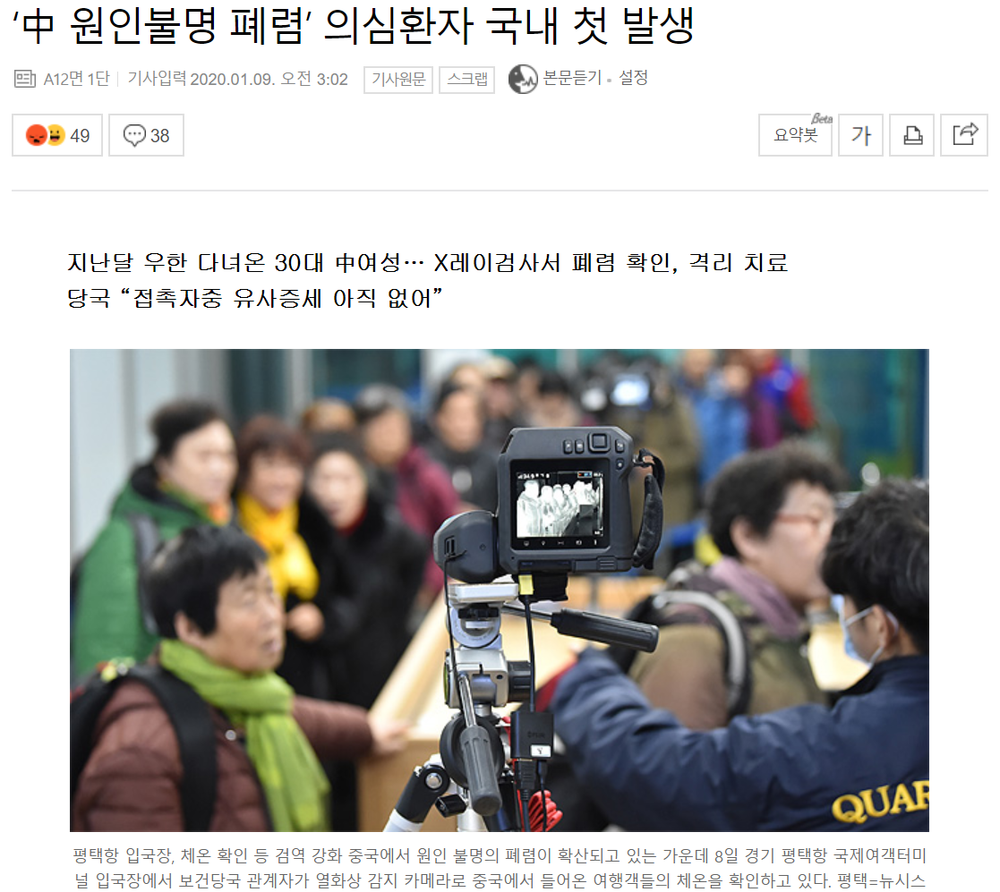 ‘中 원인불명 폐렴’ 의심환자 국내 첫 발생
A12면 1단 기사입력 2020.01.09. 오전 3:02 기사원문 스크랩 본문듣기 설정
49 38 요약봇 Beta 가
지난달 우한 다녀온 30대 中여성… X레이검사서 폐렴 확인, 격리 치료
당국 “접촉자중 유사증세 아직 없어”
QUAR
평택항 입국장, 체온 확인 등 검역 강화 중국에서 원인 불명의 폐렴이 확산되고 있는 가운데 8일 경기 평택항 국제여객터미
널 입국장에서 보건당국 관계자가 열화상 감지 카메라로 중국에서 들어온 여행객들의 체온을 확인하고 있다. 평택=뉴시스